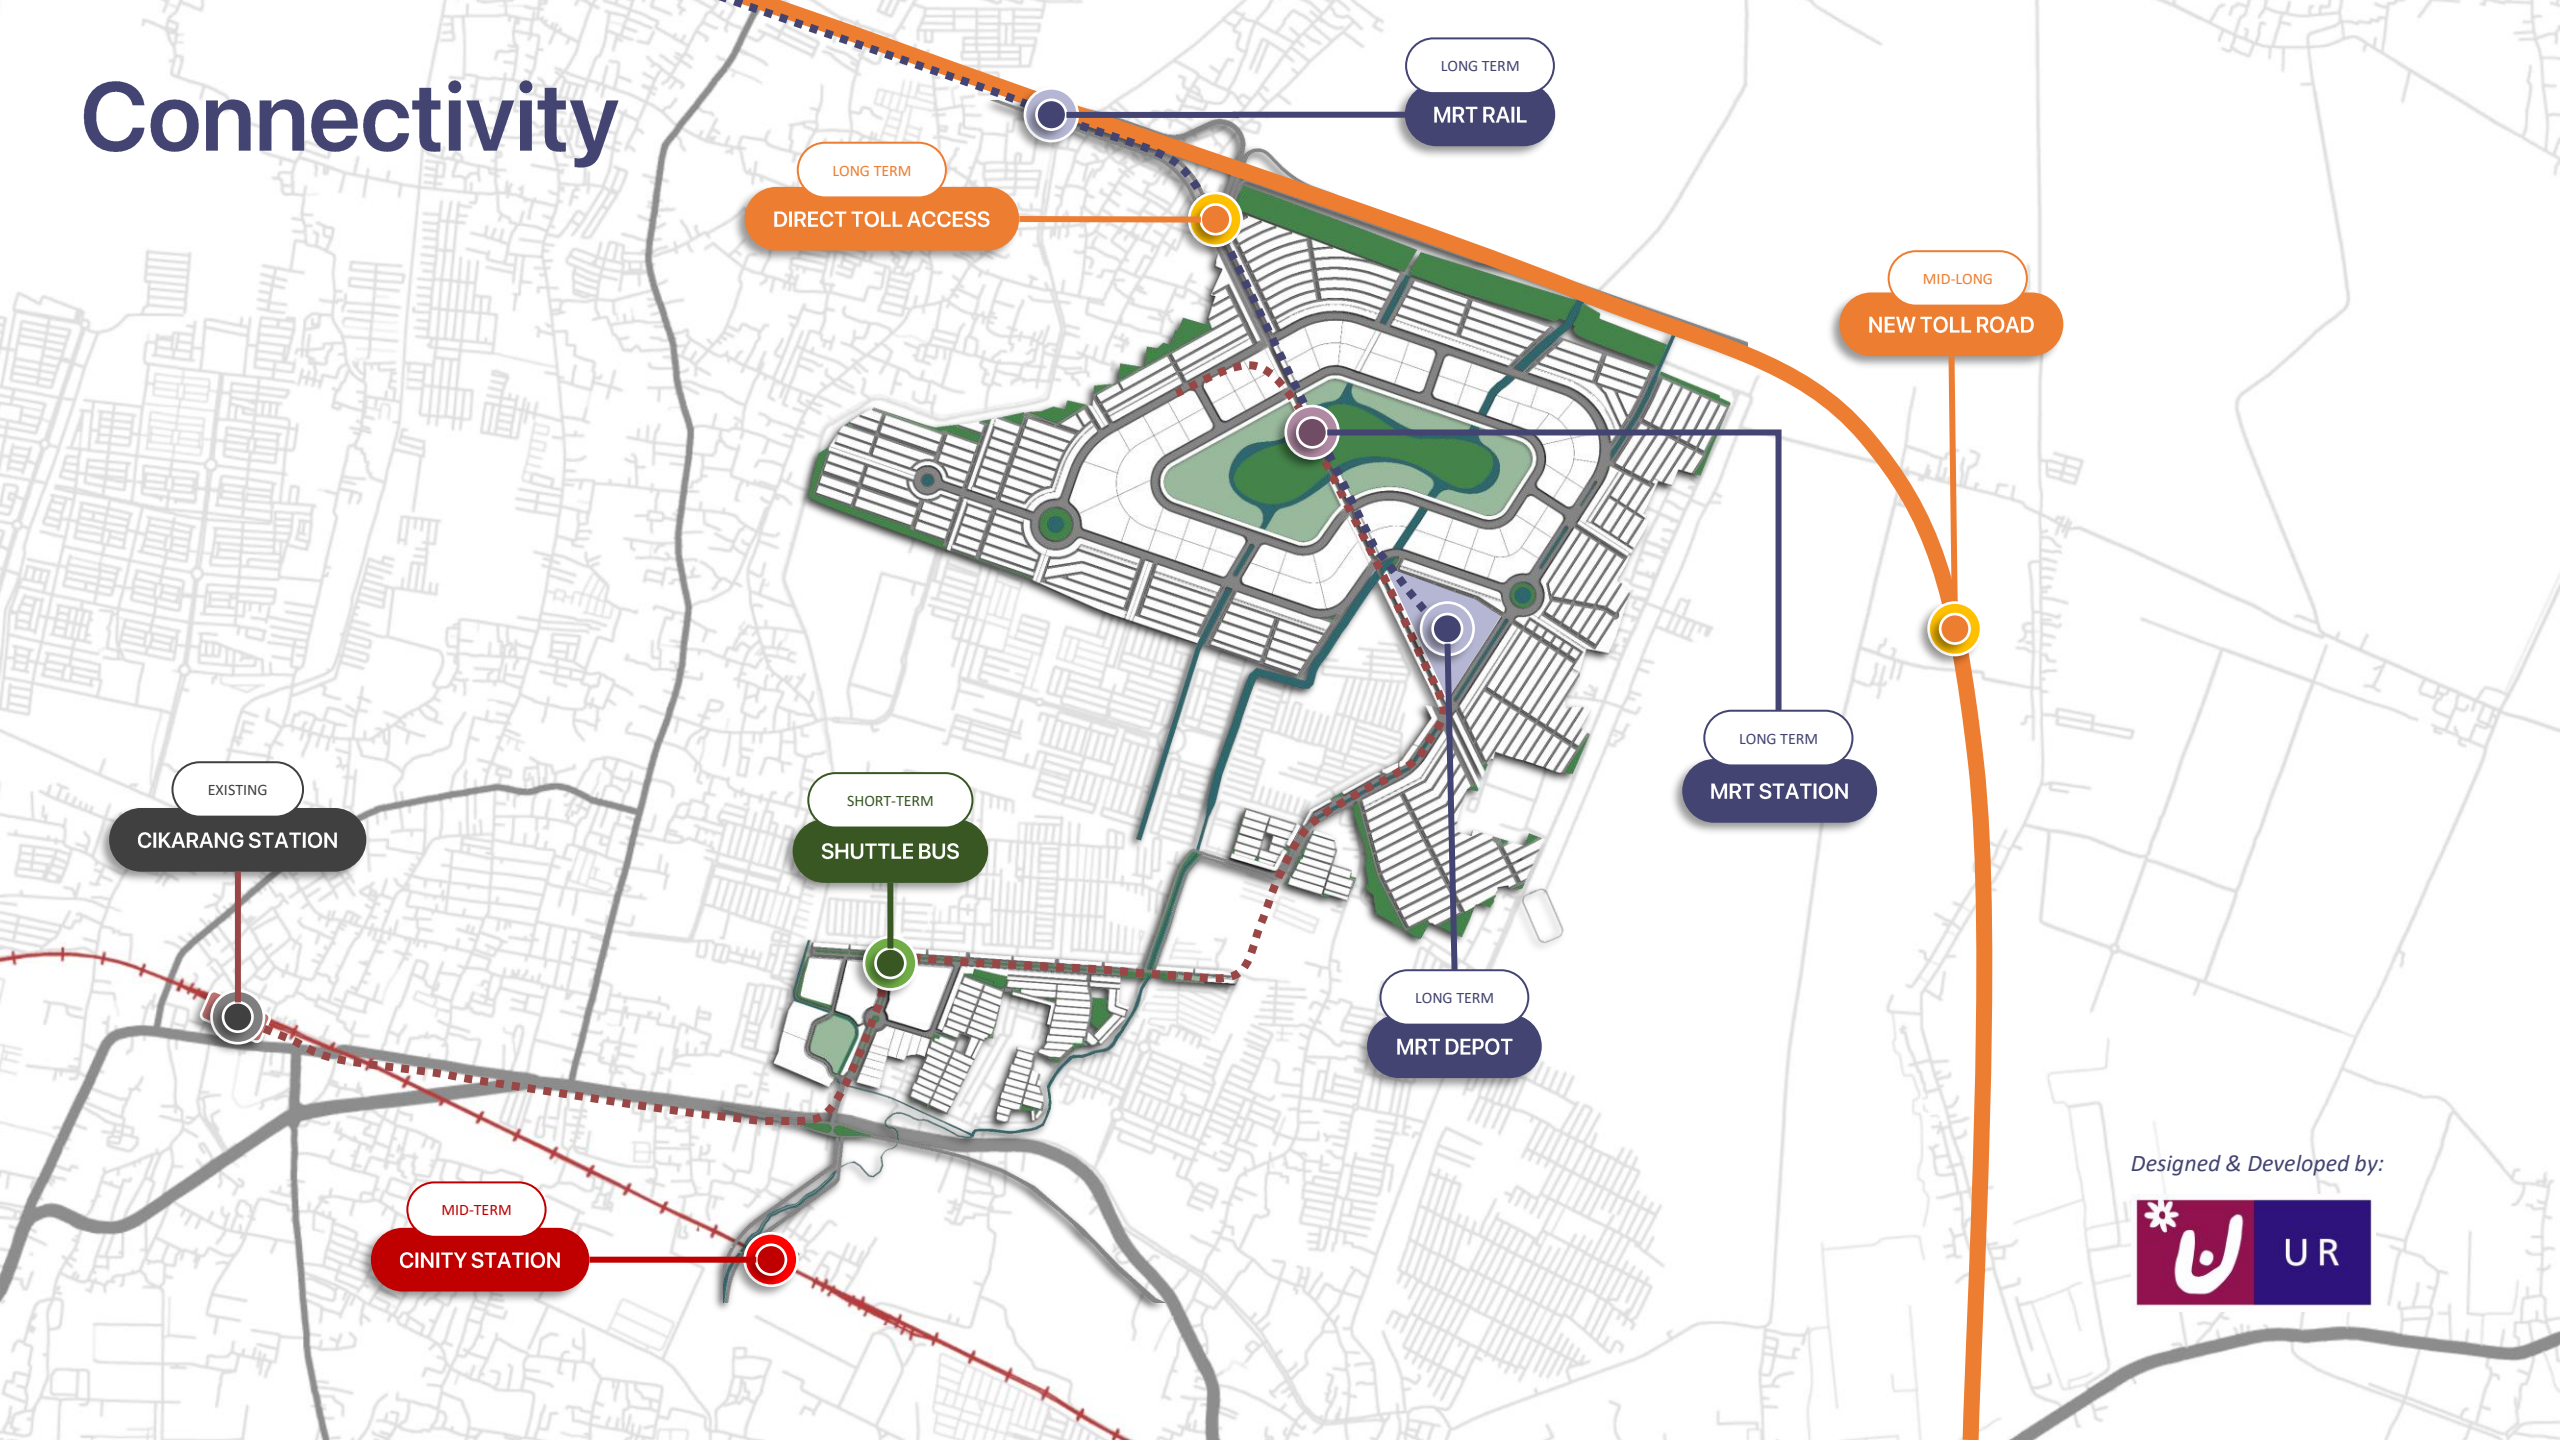 Connectivity
LONG TERM
MRT RAIL
LONG TERM
DIRECT TOLL ACCESS
MID-LONG
NEW TOLL ROAD
LONG TERM
MRT STATION
EXISTING
CIKARANG STATION
SHORT-TERM
SHUTTLE BUS
LONG TERM
MRT DEPOT
MID-TERM
CINITY STATION
Designed & Developed by:
UR